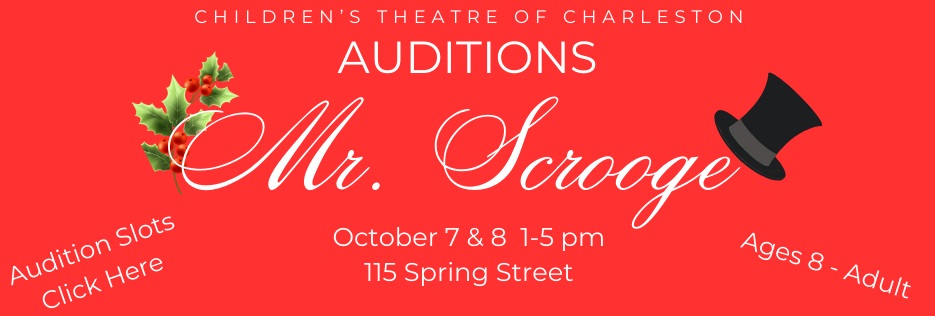 CHILDREN'S THEATRE OF CHARLESTON
AUDITIONS
Mr. Scrooge
October 7 & 8 1-5 pm
115 Spring Street
Audition Slots
Click Here
Ages 8 - Adult